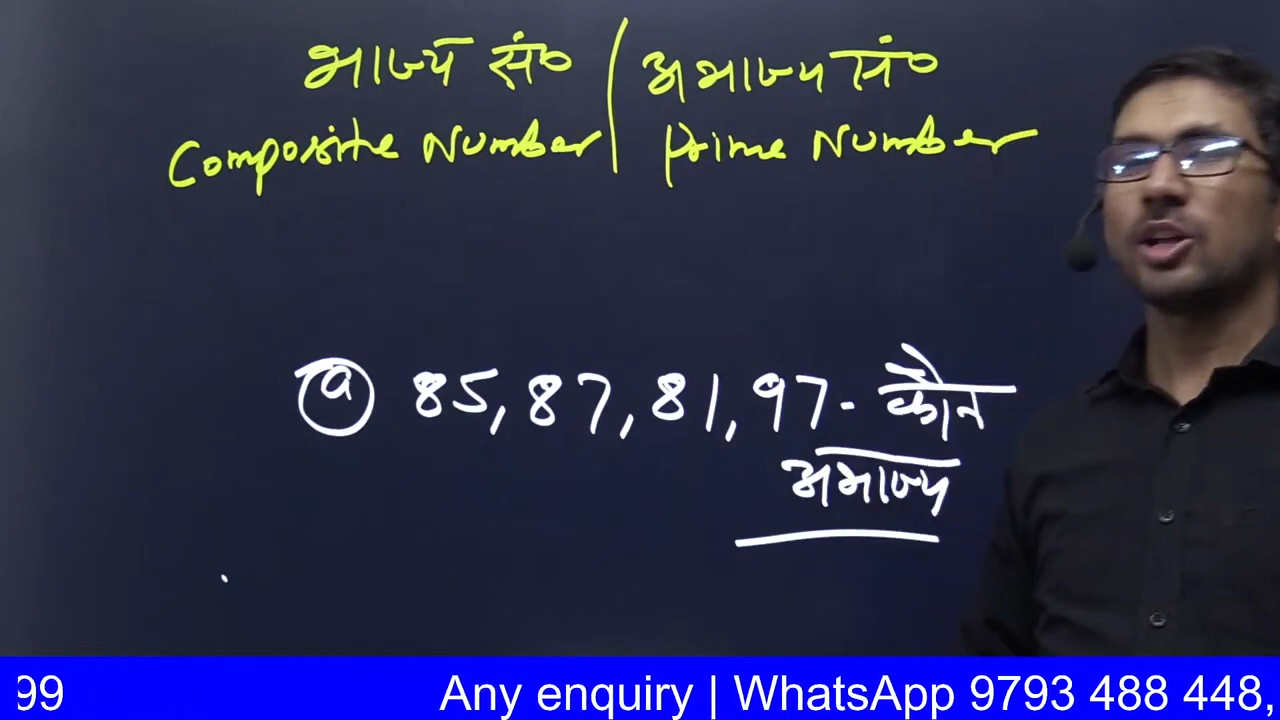 भाज्य सं० / अभाज्य सं०
Composite Number / Prime Number
(a) 85, 87, 81, 97 - कौन
अभाज्य
99 Any enquiry | WhatsApp 9793 488 448,